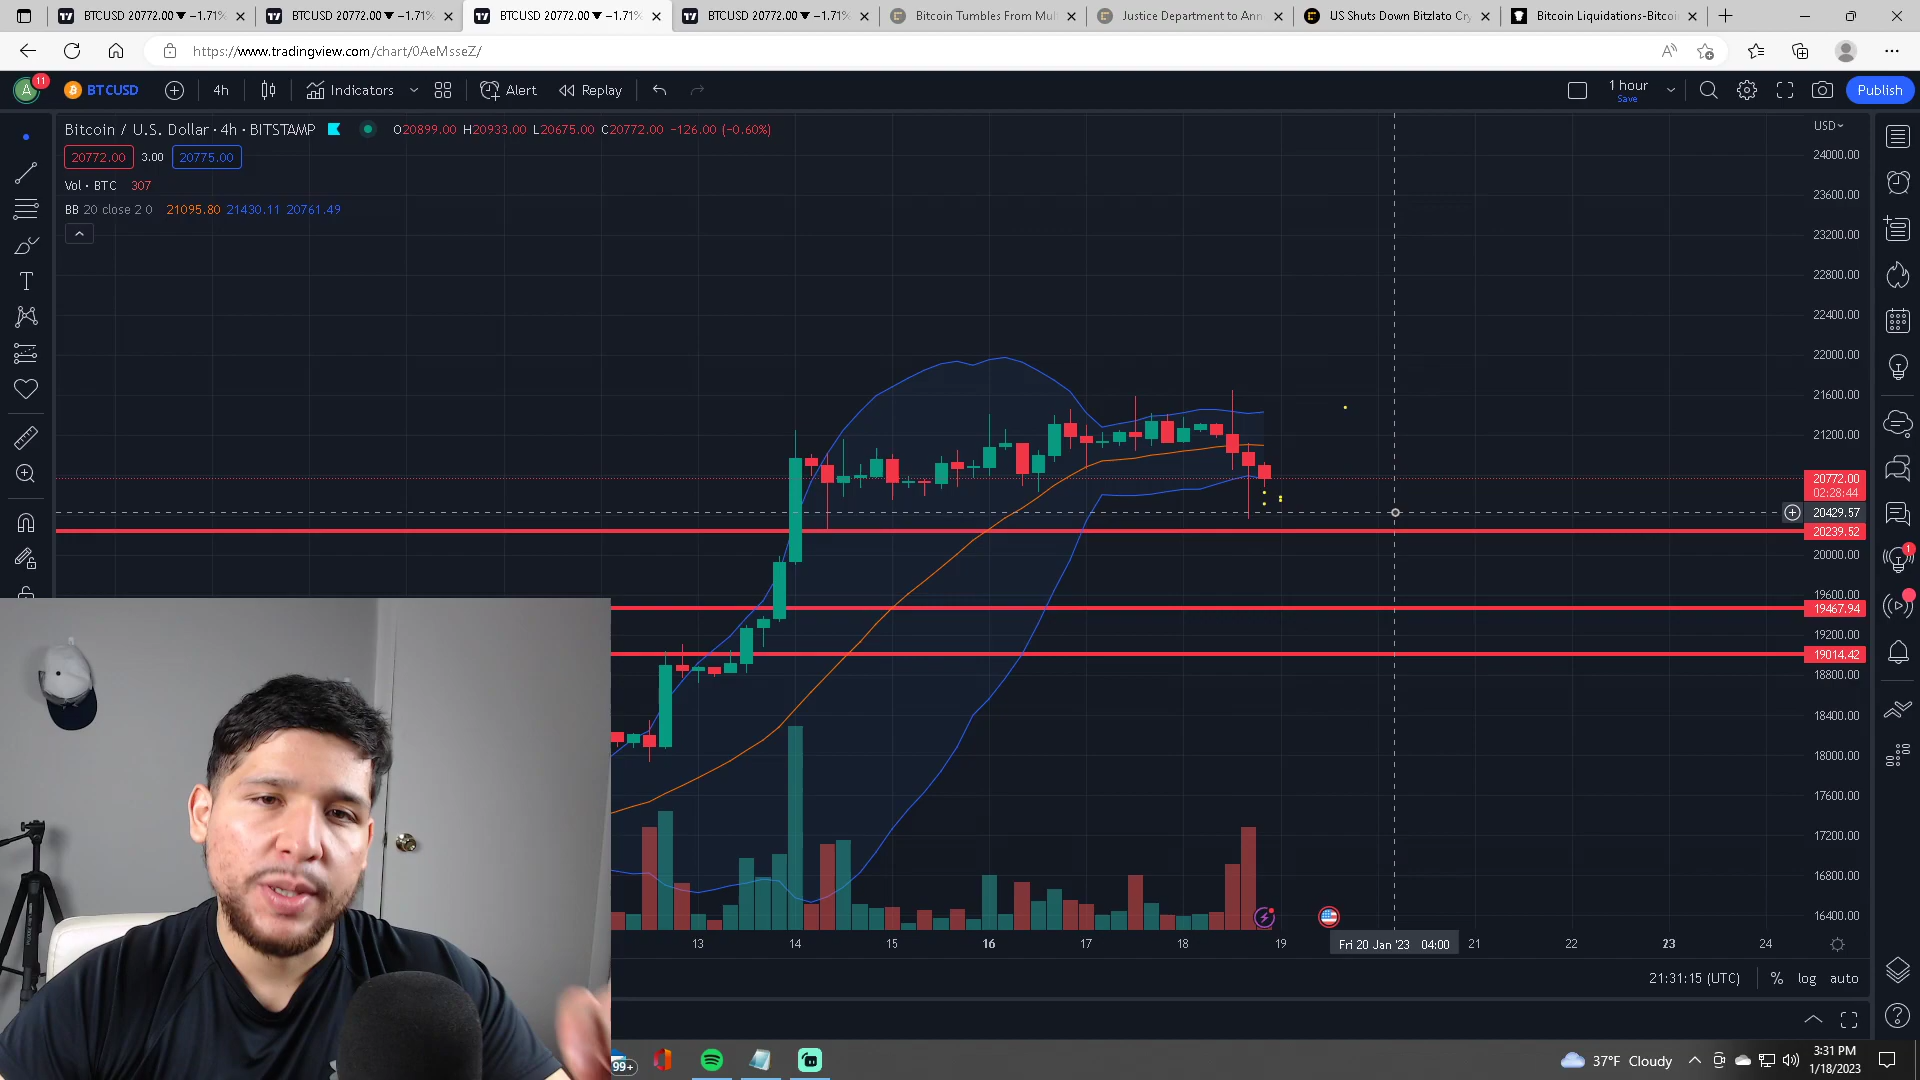 BTCUSD 20772.00▼ −1.71%
BTCUSD 20772.00▼ −1.71%
BTCUSD 20772.00▼ −1.71%
BTCUSD 20772.00▼ −1.71%
Bitcoin Tumbles From Mul
Justice Department to Ann
US Shuts Down Bitzlato Cry
Bitcoin Liquidations-Bitcoi
https://www.tradingview.com/chart/0AeMsseZ/
A 11
BTCUSD
4h
Indicators
Alert
Replay
1 hour
Save
Publish
Bitcoin / U.S. Dollar · 4h · BITSTAMP
O20899.00 H20933.00 L20675.00 C20772.00 −126.00 (−0.60%)
20772.00 3.00 20775.00
Vol · BTC 307
BB 20 close 2 0 21095.80 21430.11 20761.49
USD
24000.00
23600.00
23200.00
22800.00
22400.00
22000.00
21600.00
21200.00
20772.00
02:28:44
20429.57
20239.52
20000.00
19600.00
19467.94
19200.00
19014.42
18800.00
18400.00
18000.00
17600.00
17200.00
16800.00
16400.00
1
13 14 15 16 17 18 19 Fri 20 Jan '23 04:00 21 22 23 24
21:31:15 (UTC) % log auto
99+
37°F Cloudy
3:31 PM
1/18/2023